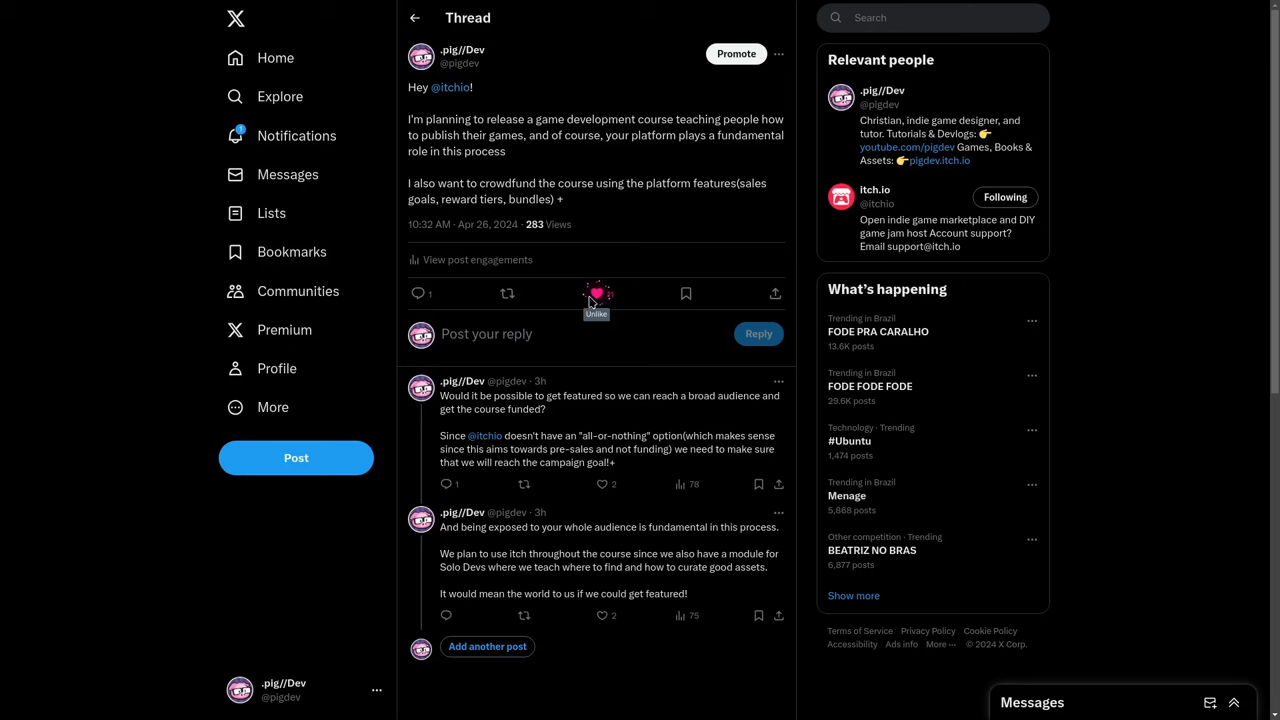 Home
Explore
1
Notifications
Messages
Lists
Bookmarks
Communities
Premium
Profile
More
Post
.pig//Dev
@pigdev
Thread
.pig//Dev
@pigdev
Promote
Hey @itchio!
I'm planning to release a game development course teaching people how
to publish their games, and of course, your platform plays a fundamental
role in this process
I also want to crowdfund the course using the platform features(sales
goals, reward tiers, bundles) +
10:32 AM · Apr 26, 2024 · 283 Views
View post engagements
1
Unlike
Post your reply
Reply
.pig//Dev @pigdev · 3h
Would it be possible to get featured so we can reach a broad audience and
get the course funded?
Since @itchio doesn't have an "all-or-nothing" option(which makes sense
since this aims towards pre-sales and not funding) we need to make sure
that we will reach the campaign goal!+
1 2 78
.pig//Dev @pigdev · 3h
And being exposed to your whole audience is fundamental in this process.
We plan to use itch throughout the course since we also have a module for
Solo Devs where we teach where to find and how to curate good assets.
It would mean the world to us if we could get featured!
2 75
Add another post
Search
Relevant people
.pig//Dev
@pigdev
Christian, indie game designer, and
tutor. Tutorials & Devlogs: 👉
youtube.com/pigdev Games, Books &
Assets: 👉pigdev.itch.io
itch.io
@itchio
Following
Open indie game marketplace and DIY
game jam host Account support?
Email support@itch.io
What's happening
Trending in Brazil
FODE PRA CARALHO
13.6K posts
Trending in Brazil
FODE FODE FODE
29.6K posts
Technology · Trending
#Ubuntu
1,474 posts
Trending in Brazil
Menage
5,868 posts
Other competition · Trending
BEATRIZ NO BRAS
6,877 posts
Show more
Terms of Service Privacy Policy Cookie Policy
Accessibility Ads info More ··· © 2024 X Corp.
Messages